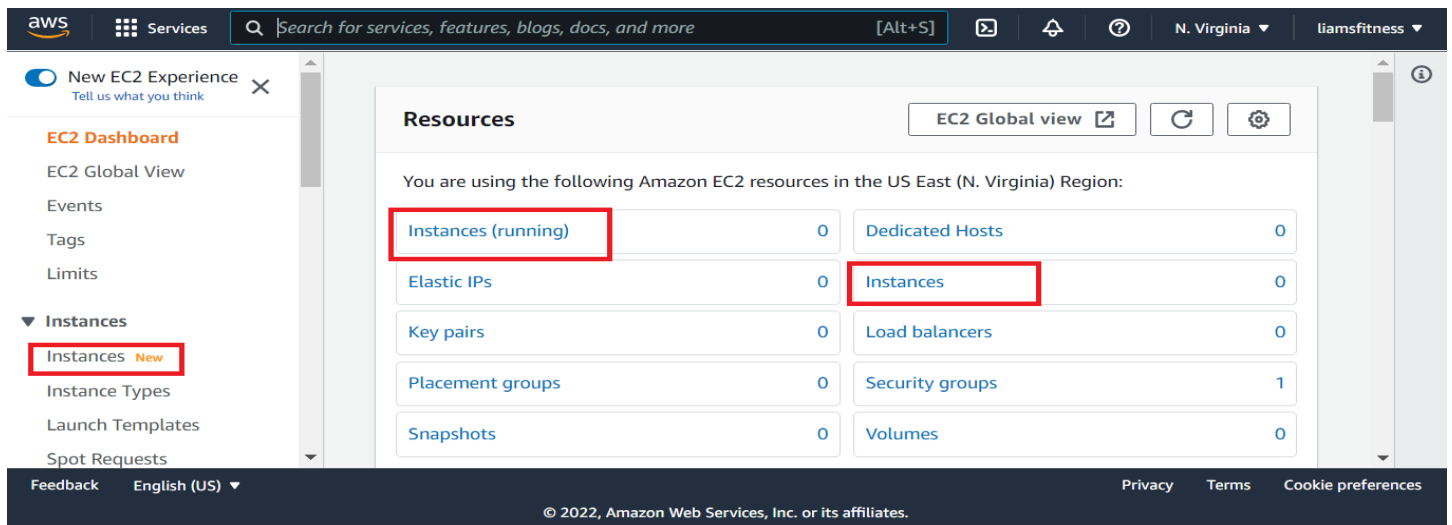 aws Services Search for services, features, blogs, docs, and more [Alt+S] N. Virginia ▼ liamsfitness ▼
New EC2 Experience
Tell us what you think
EC2 Dashboard
EC2 Global View
Events
Tags
Limits
▼ Instances
Instances New
Instance Types
Launch Templates
Spot Requests
Resources
EC2 Global view
You are using the following Amazon EC2 resources in the US East (N. Virginia) Region:
Instances (running) 0
Dedicated Hosts 0
Elastic IPs 0
Instances 0
Key pairs 0
Load balancers 0
Placement groups 0
Security groups 1
Snapshots 0
Volumes 0
Feedback English (US) ▼ Privacy Terms Cookie preferences
© 2022, Amazon Web Services, Inc. or its affiliates.